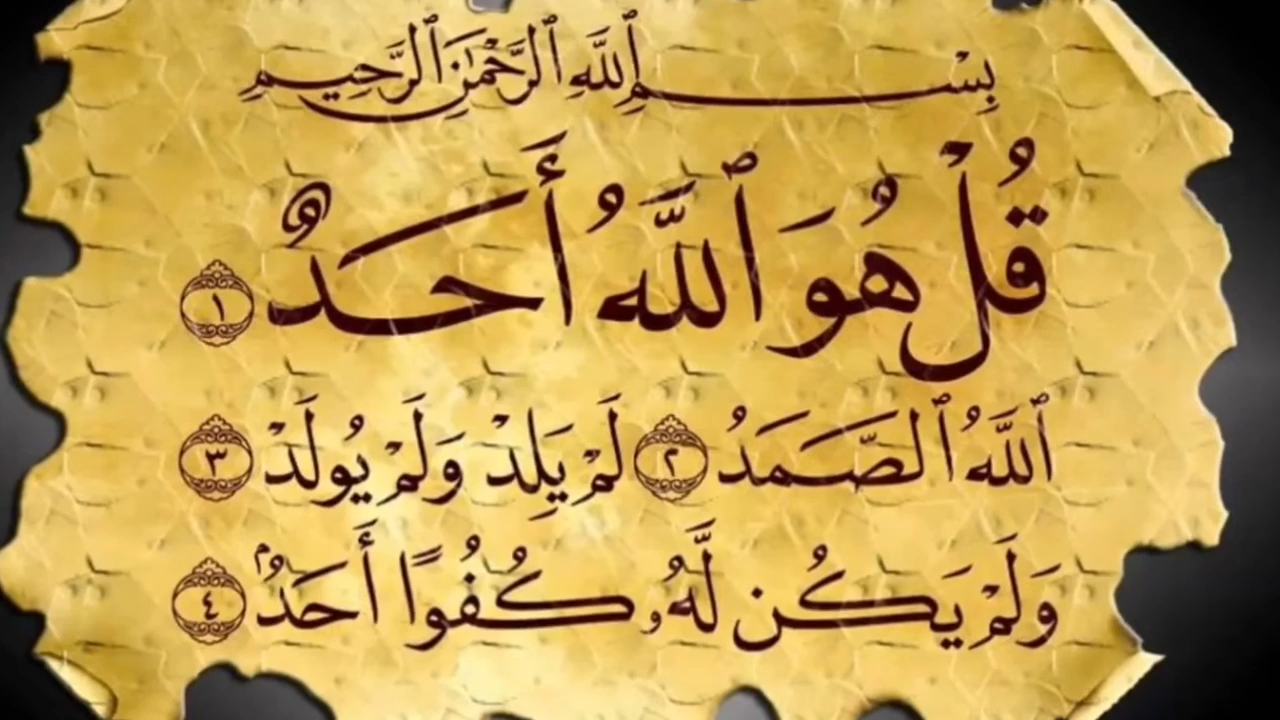 بِسْمِ ٱللَّهِ ٱلرَّحْمَٰنِ ٱلرَّحِيمِ
قُلْ هُوَ ٱللَّهُ أَحَدٌ ١
ٱللَّهُ ٱلصَّمَدُ ٢ لَمْ يَلِدْ وَلَمْ يُولَدْ ٣
وَلَمْ يَكُن لَّهُۥ كُفُوًا أَحَدُۢ ٤